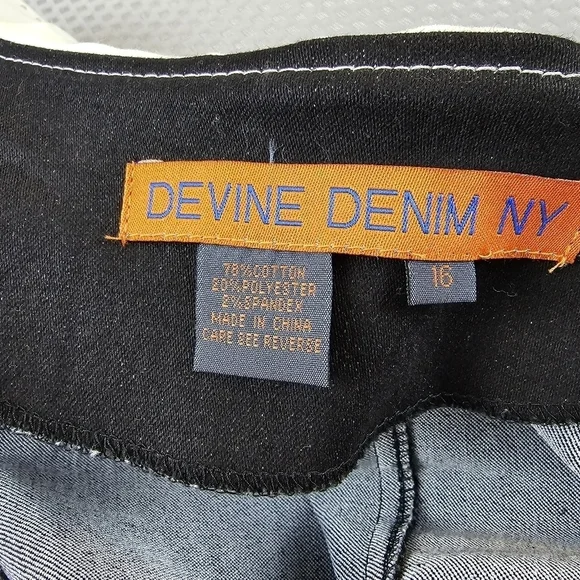 DEVINE DENIM NY
78% COTTON
20% POLYESTER
2% SPANDEX
MADE IN CHINA
CARE SEE REVERSE
16